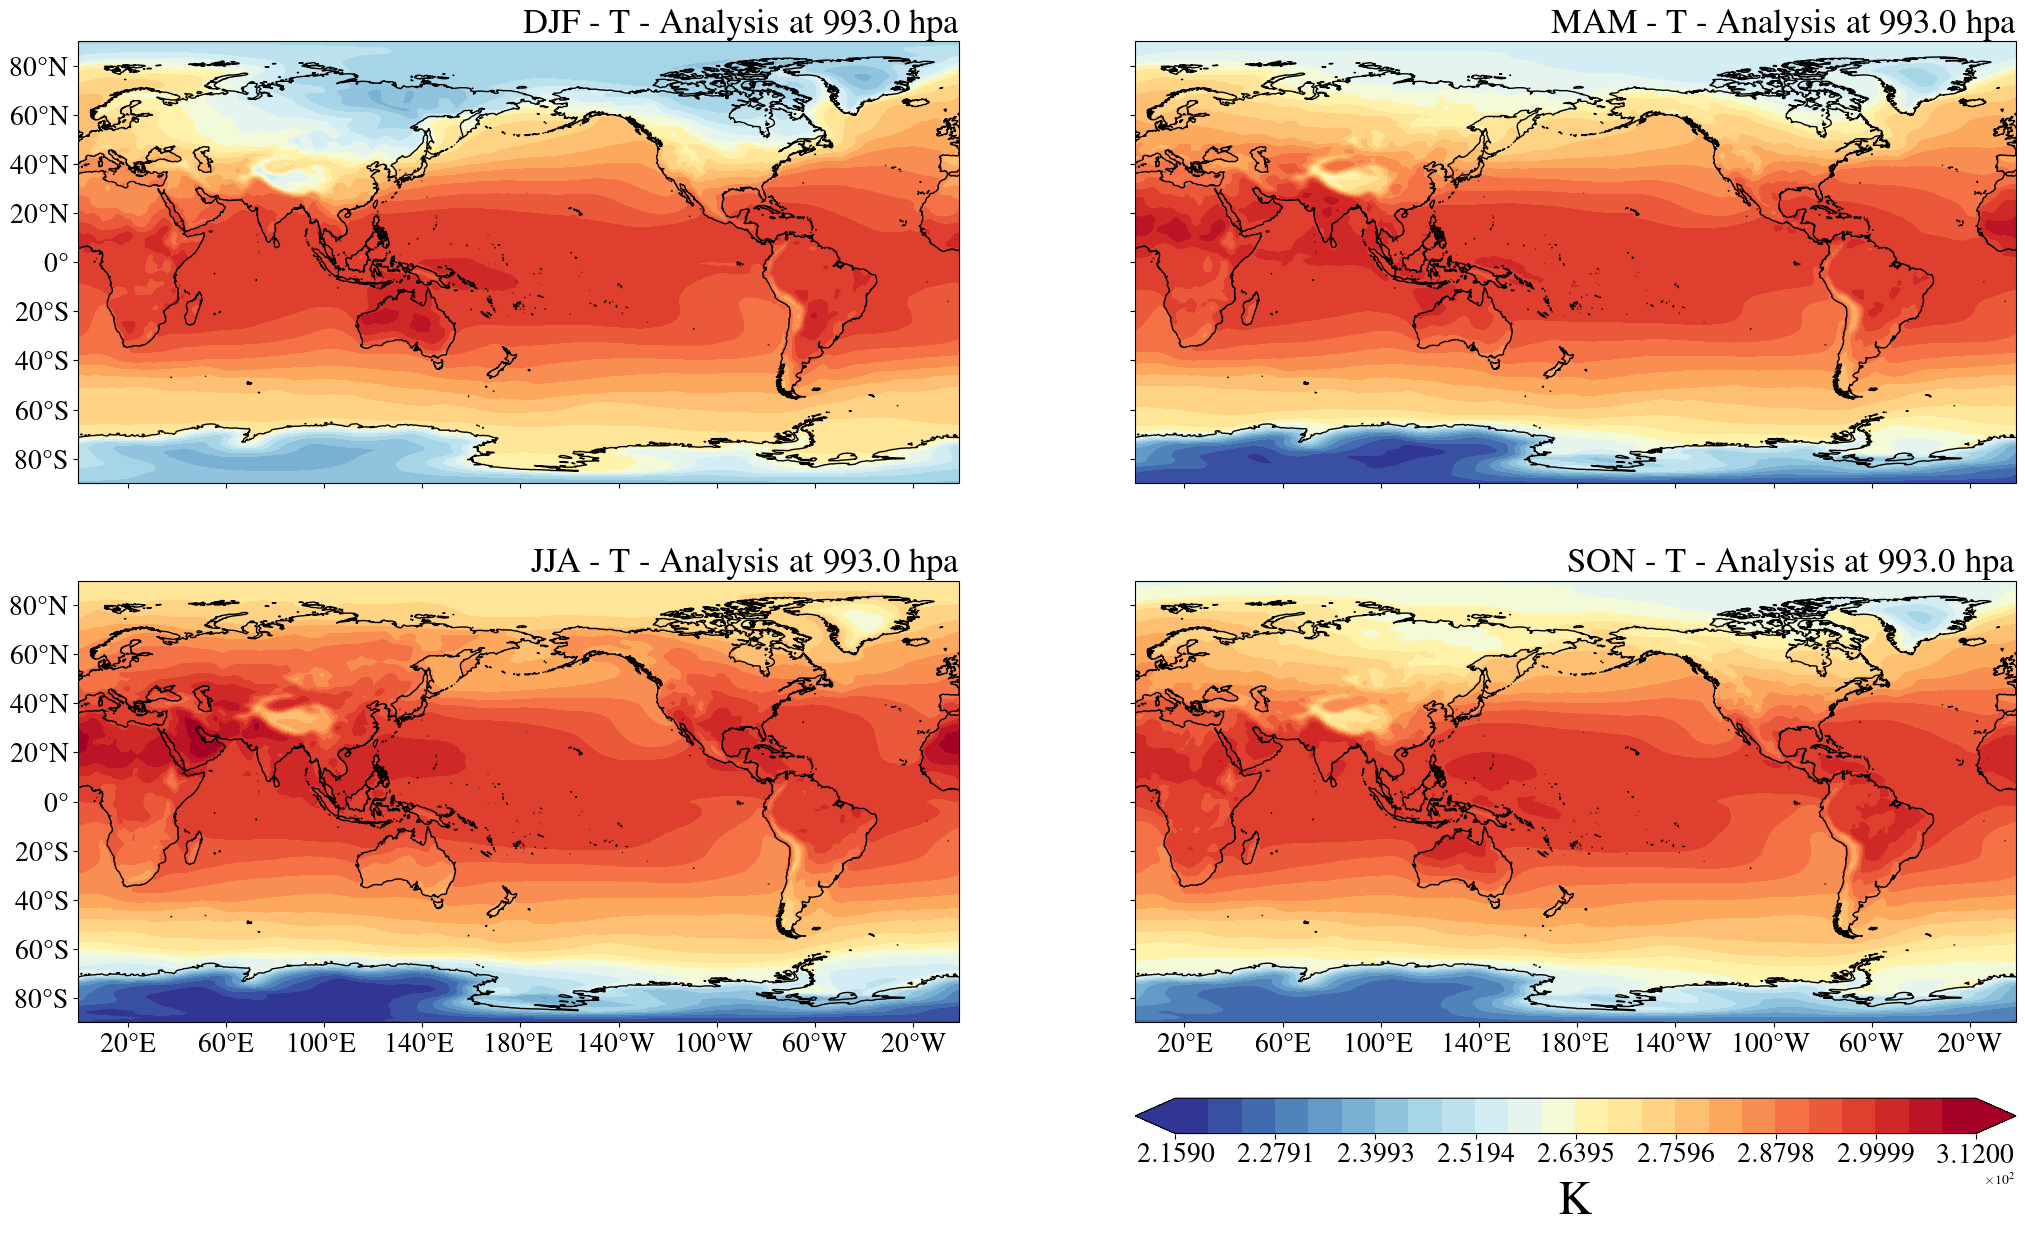 DJF - T - Analysis at 993.0 hpa
MAM - T - Analysis at 993.0 hpa
80°N
60°N
40°N
20°N
0°
20°S
40°S
60°S
80°S
JJA - T - Analysis at 993.0 hpa
SON - T - Analysis at 993.0 hpa
80°N
60°N
40°N
20°N
0°
20°S
40°S
60°S
80°S
20°E 60°E 100°E 140°E 180°E 140°W 100°W 60°W 20°W
20°E 60°E 100°E 140°E 180°E 140°W 100°W 60°W 20°W
2.1590 2.2791 2.3993 2.5194 2.6395 2.7596 2.8798 2.9999 3.1200
×10²
K